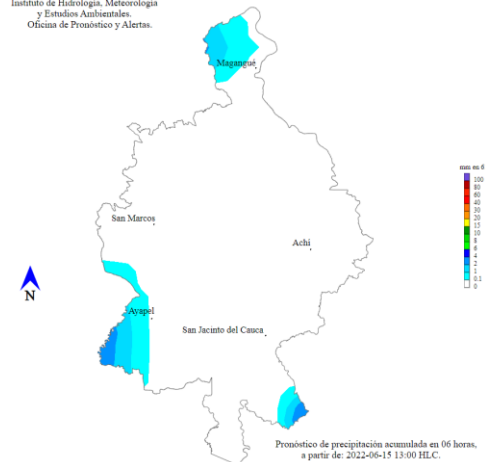 Instituto de Hidrología, Meteorología
y Estudios Ambientales.
Oficina de Pronóstico y Alertas.
Magangué
San Marcos
Achí
Ayapel
San Jacinto del Cauca
N
mm en 6
100
80
60
40
30
20
15
10
8
6
4
2
1
0.1
0
Pronóstico de precipitación acumulada en 06 horas,
a partir de: 2022-06-15 13:00 HLC.